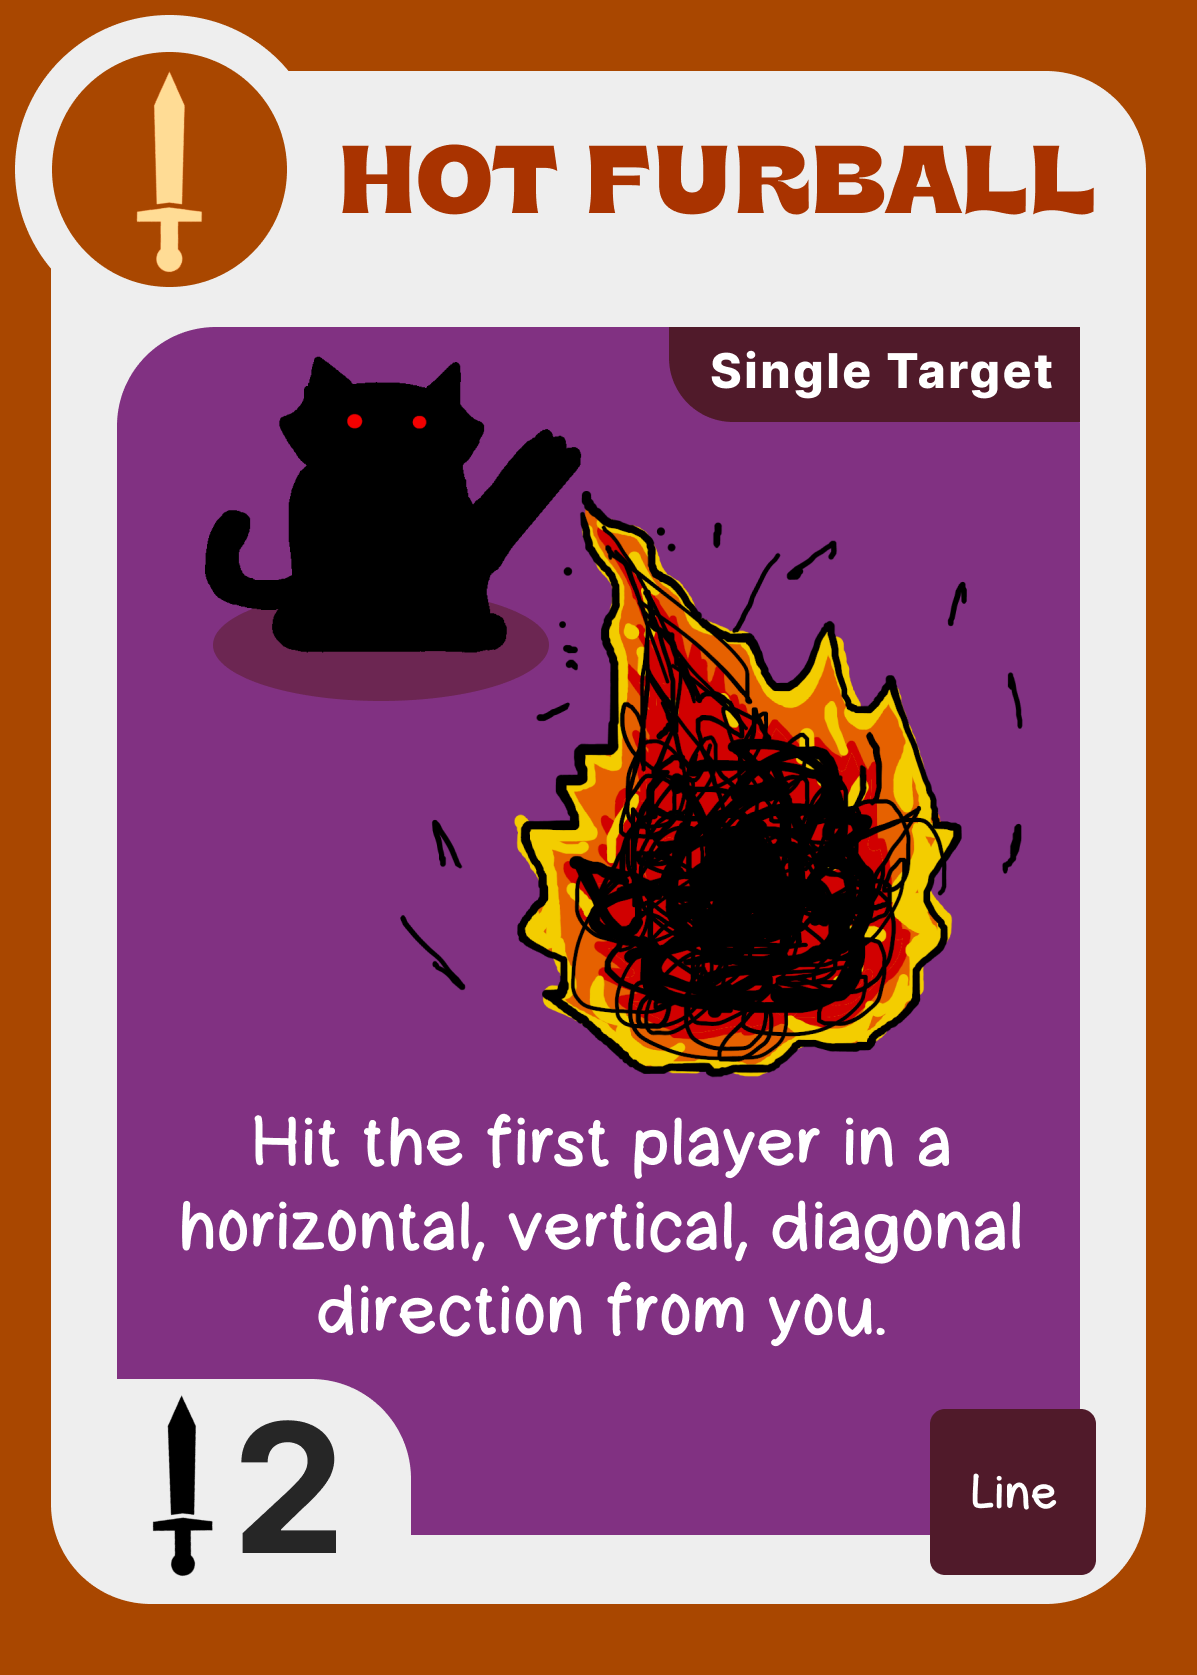 HOT FURBALL
Single Target
Hit the first player in a
horizontal, vertical, diagonal
direction from you.
2
Line